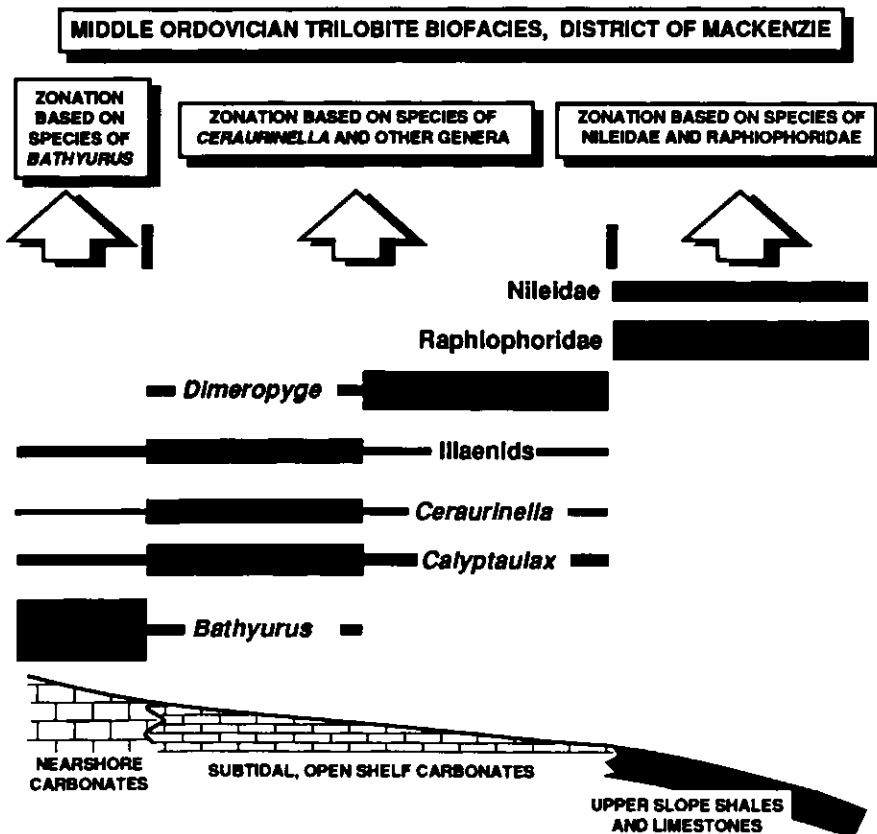 MIDDLE ORDOVICIAN TRILOBITE BIOFACIES, DISTRICT OF MACKENZIE
ZONATION
BASED ON
SPECIES OF
BATHYURUS
ZONATION BASED ON SPECIES OF
CERAURINELLA AND OTHER GENERA
ZONATION BASED ON SPECIES OF
NILEIDAE AND RAPHIOPHORIDAE
Nileidae
Raphiophoridae
Dimeropyge
Illaenids
Ceraurinella
Calyptaulax
Bathyurus
NEARSHORE
CARBONATES
SUBTIDAL, OPEN SHELF CARBONATES
UPPER SLOPE SHALES
AND LIMESTONES